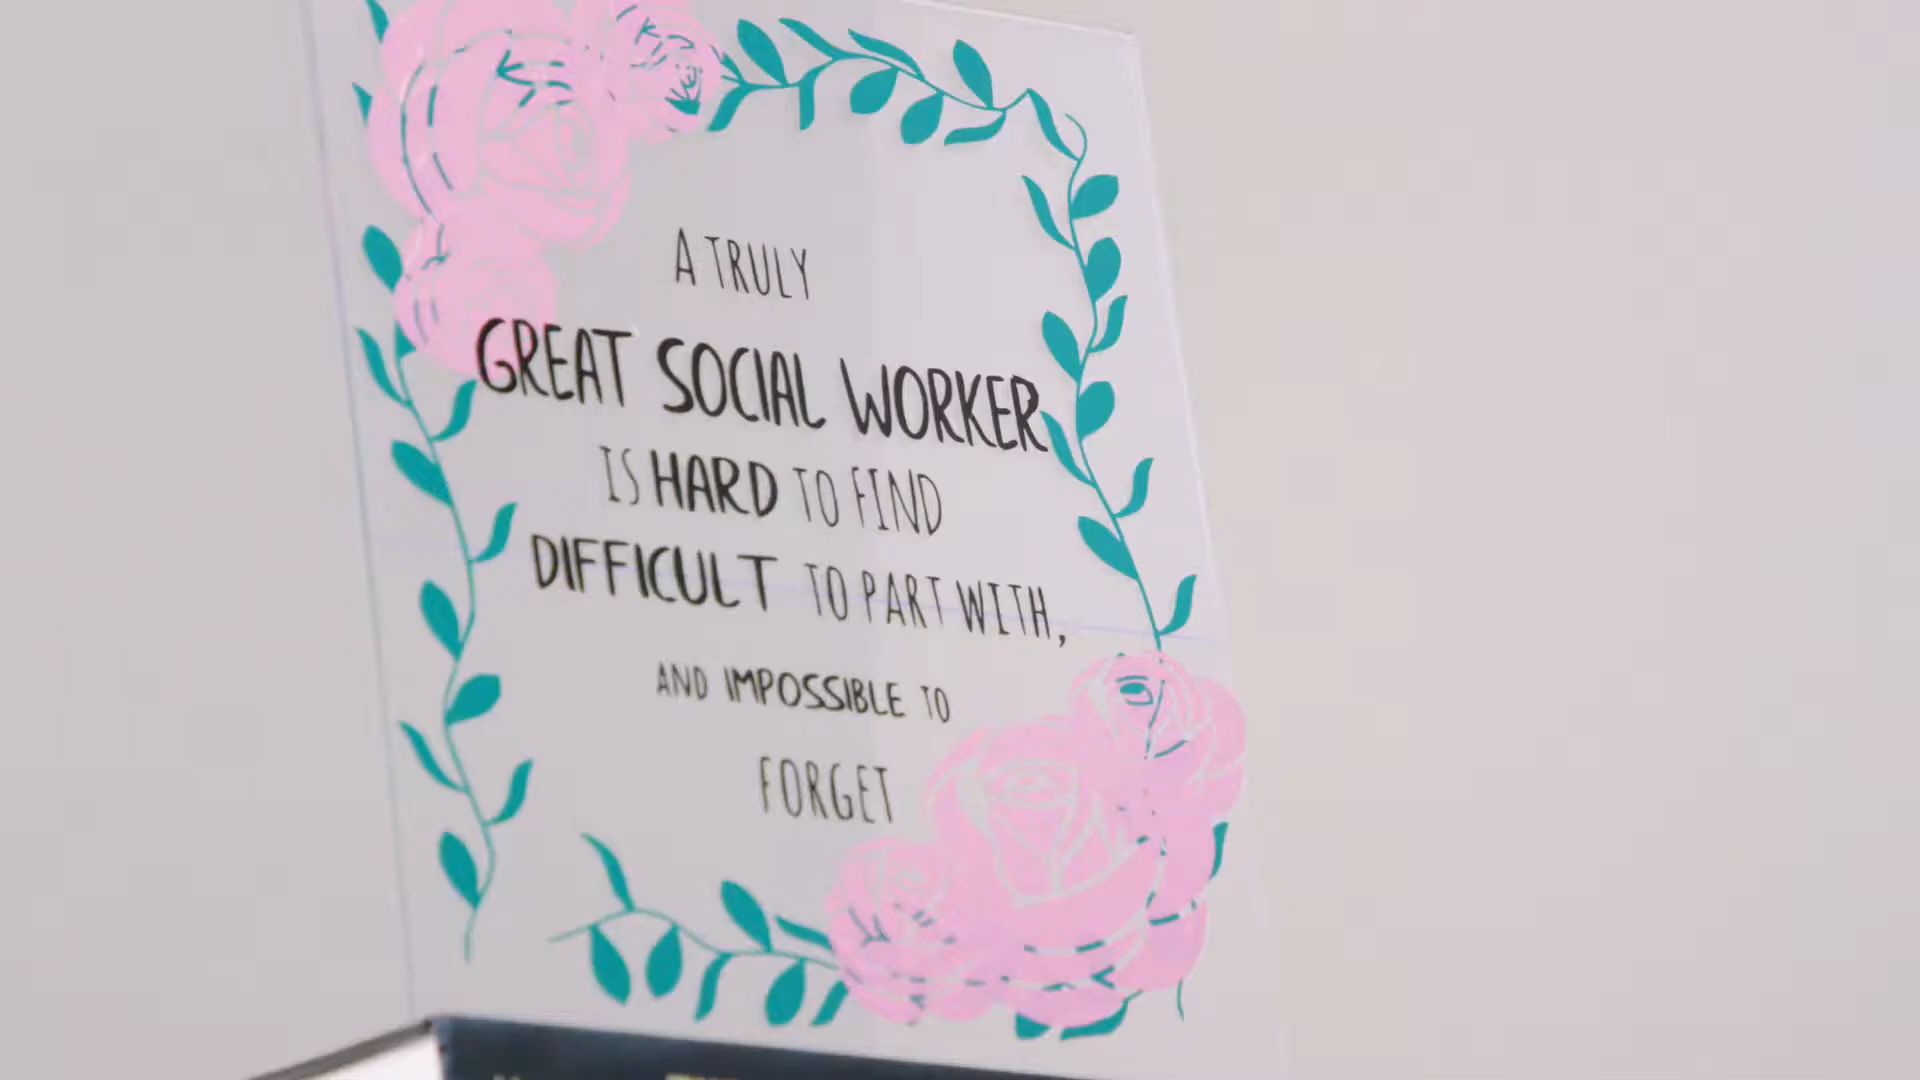 A TRULY
GREAT SOCIAL WORKER
IS HARD TO FIND
DIFFICULT TO PART WITH,
AND IMPOSSIBLE TO
FORGET